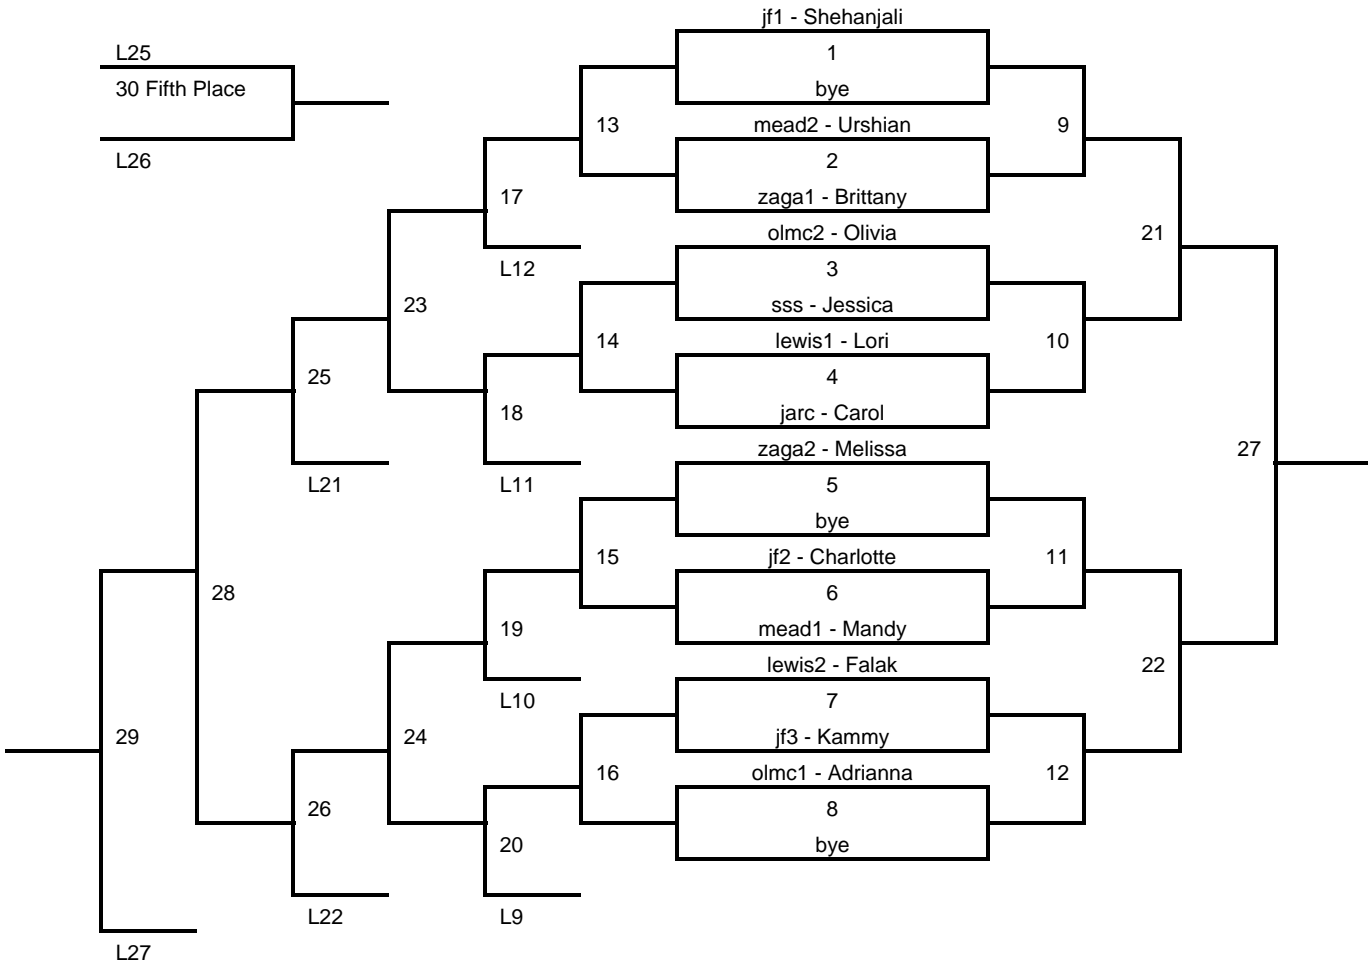 jf1 - Shehanjali
L25
1
30 Fifth Place
bye
13
mead2 - Urshian
9
L26
2
17
zaga1 - Brittany
olmc2 - Olivia
21
L12
3
23
sss - Jessica
14
lewis1 - Lori
10
25
4
18
jarc - Carol
zaga2 - Melissa
27
L21
L11
5
bye
15
jf2 - Charlotte
11
28
6
19
mead1 - Mandy
lewis2 - Falak
22
L10
7
29
24
jf3 - Kammy
16
olmc1 - Adrianna
12
26
8
20
bye
L22
L9
L27